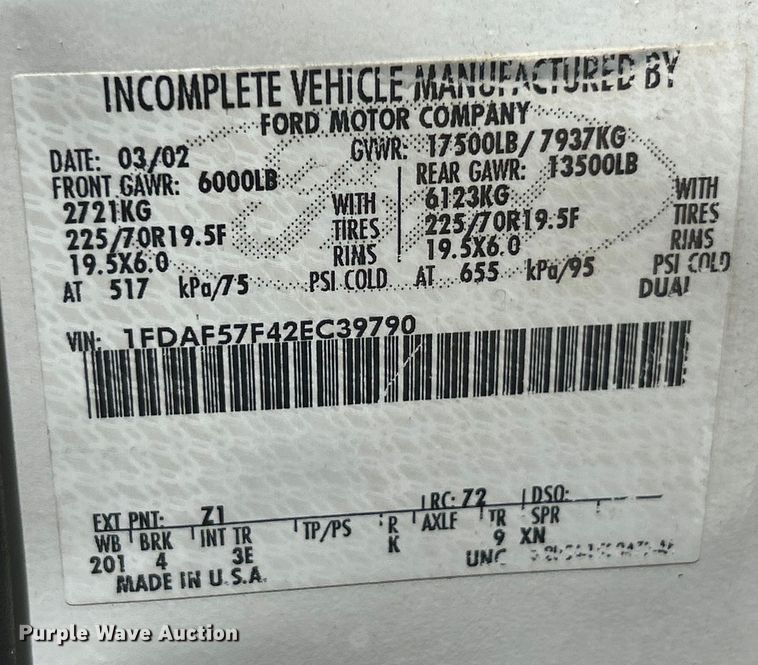 INCOMPLETE VEHICLE MANUFACTURED BY
FORD MOTOR COMPANY
DATE: 03/02 GVWR: 17500LB/7937KG
FRONT GAWR: 6000LB REAR GAWR: 13500LB
2721KG WITH 6123KG WITH
225/70R19.5F TIRES 225/70R19.5F TIRES
19.5X6.0 RIMS 19.5X6.0 RIMS
AT 517 kPa/75 PSI COLD AT 655 kPa/95 PSI COLD
DUAL
VIN: 1FDAF57F42EC39790
EXT PNT: Z1 RC: 72 DSO:
WB BRK INT TR TP/PS R AXLE TR SPR
201 4 3E K 9 XN
MADE IN U.S.A. UNC
Purple Wave Auction